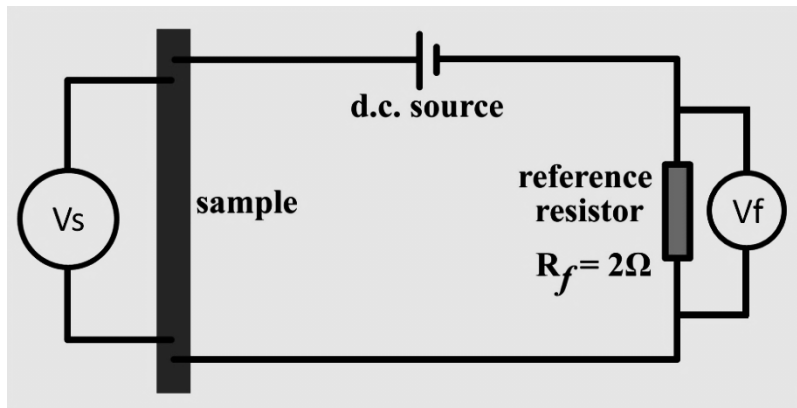 d.c. source
Vs
sample
reference
resistor
R𝑓 = 2Ω
Vf